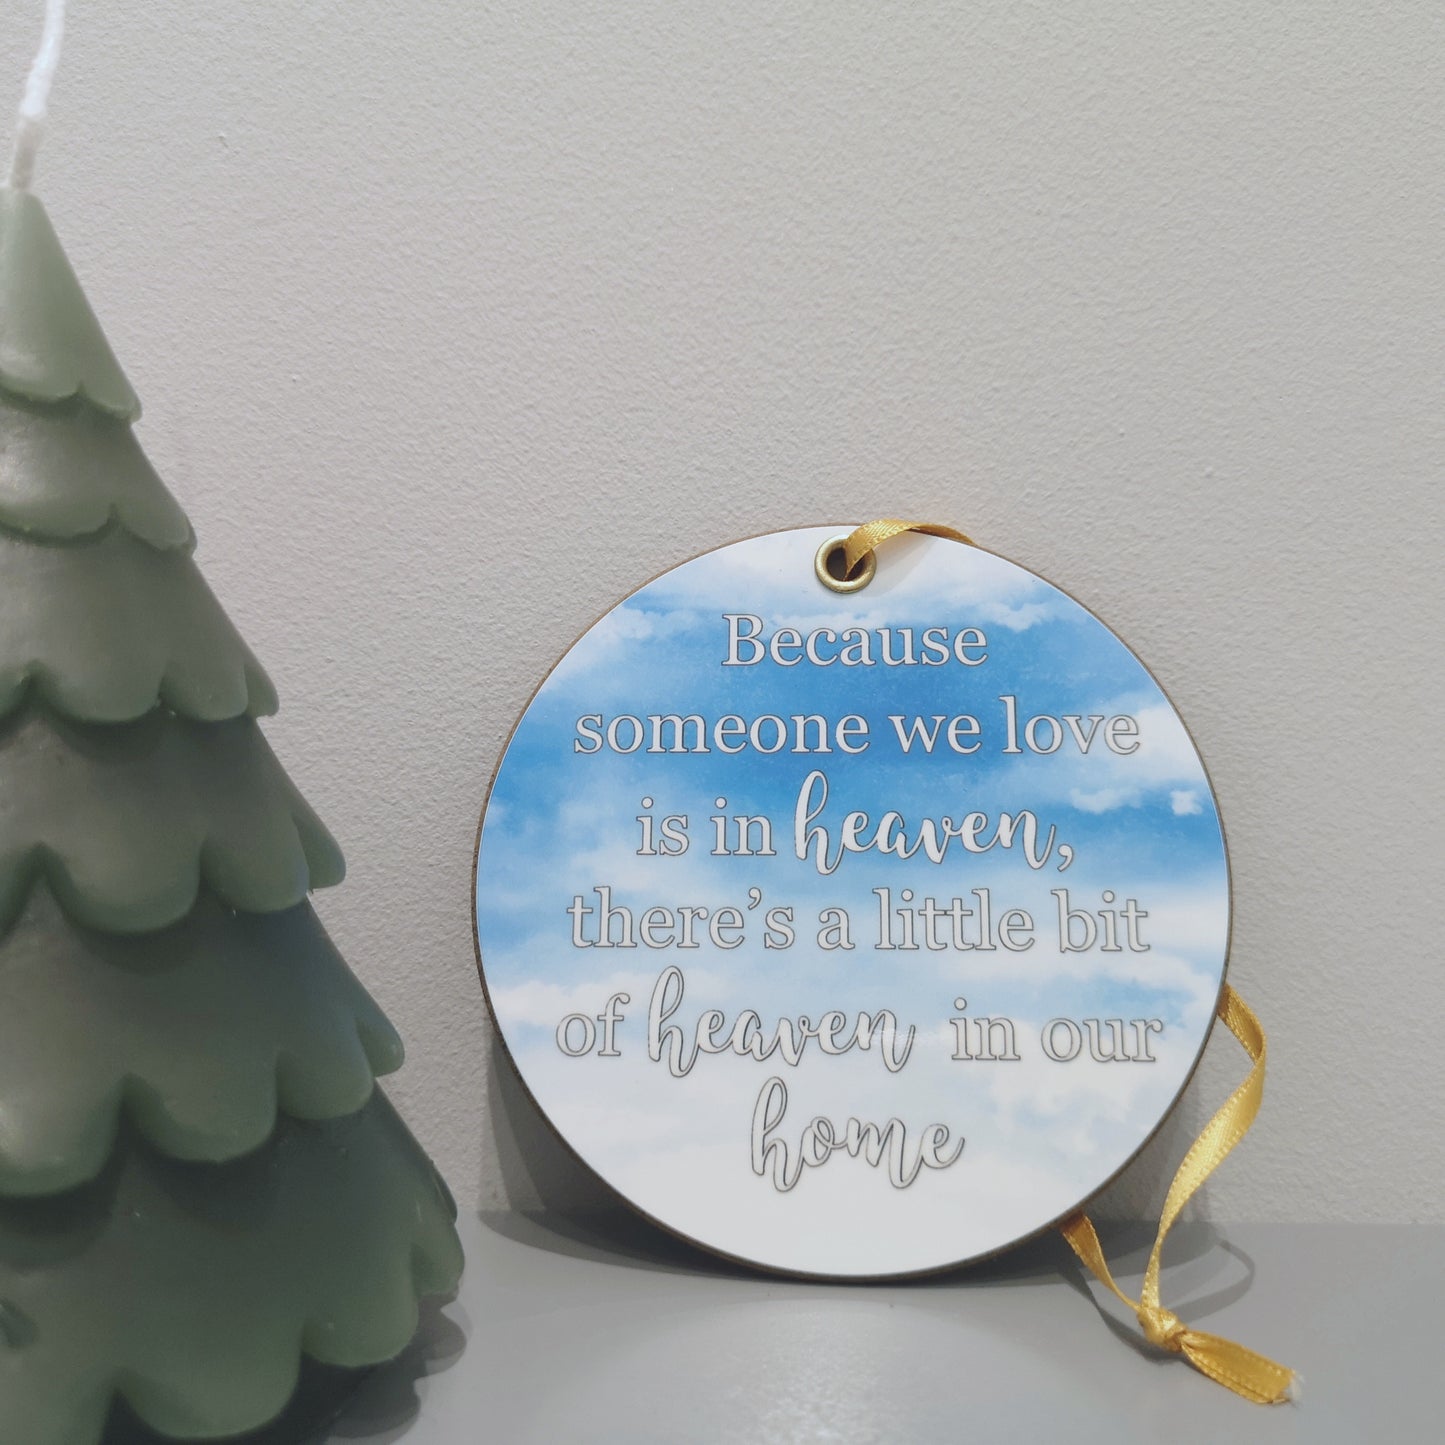 Because
someone we love
is in heaven,
there's a little bit
of heaven in our
home